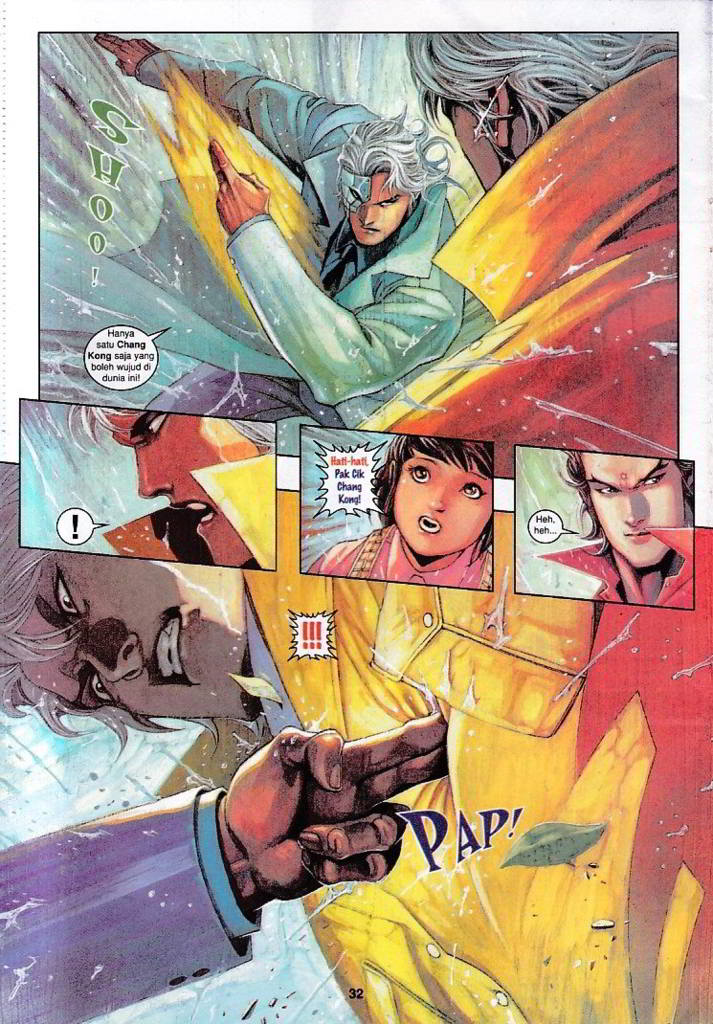 SHOO!
Hanya
satu Chang
Kong saja yang
boleh wujud di
dunia ini!
!
Hati-hati,
Pak Cik
Chang
Kong!
Heh,
heh...
!!!
PAP!
32